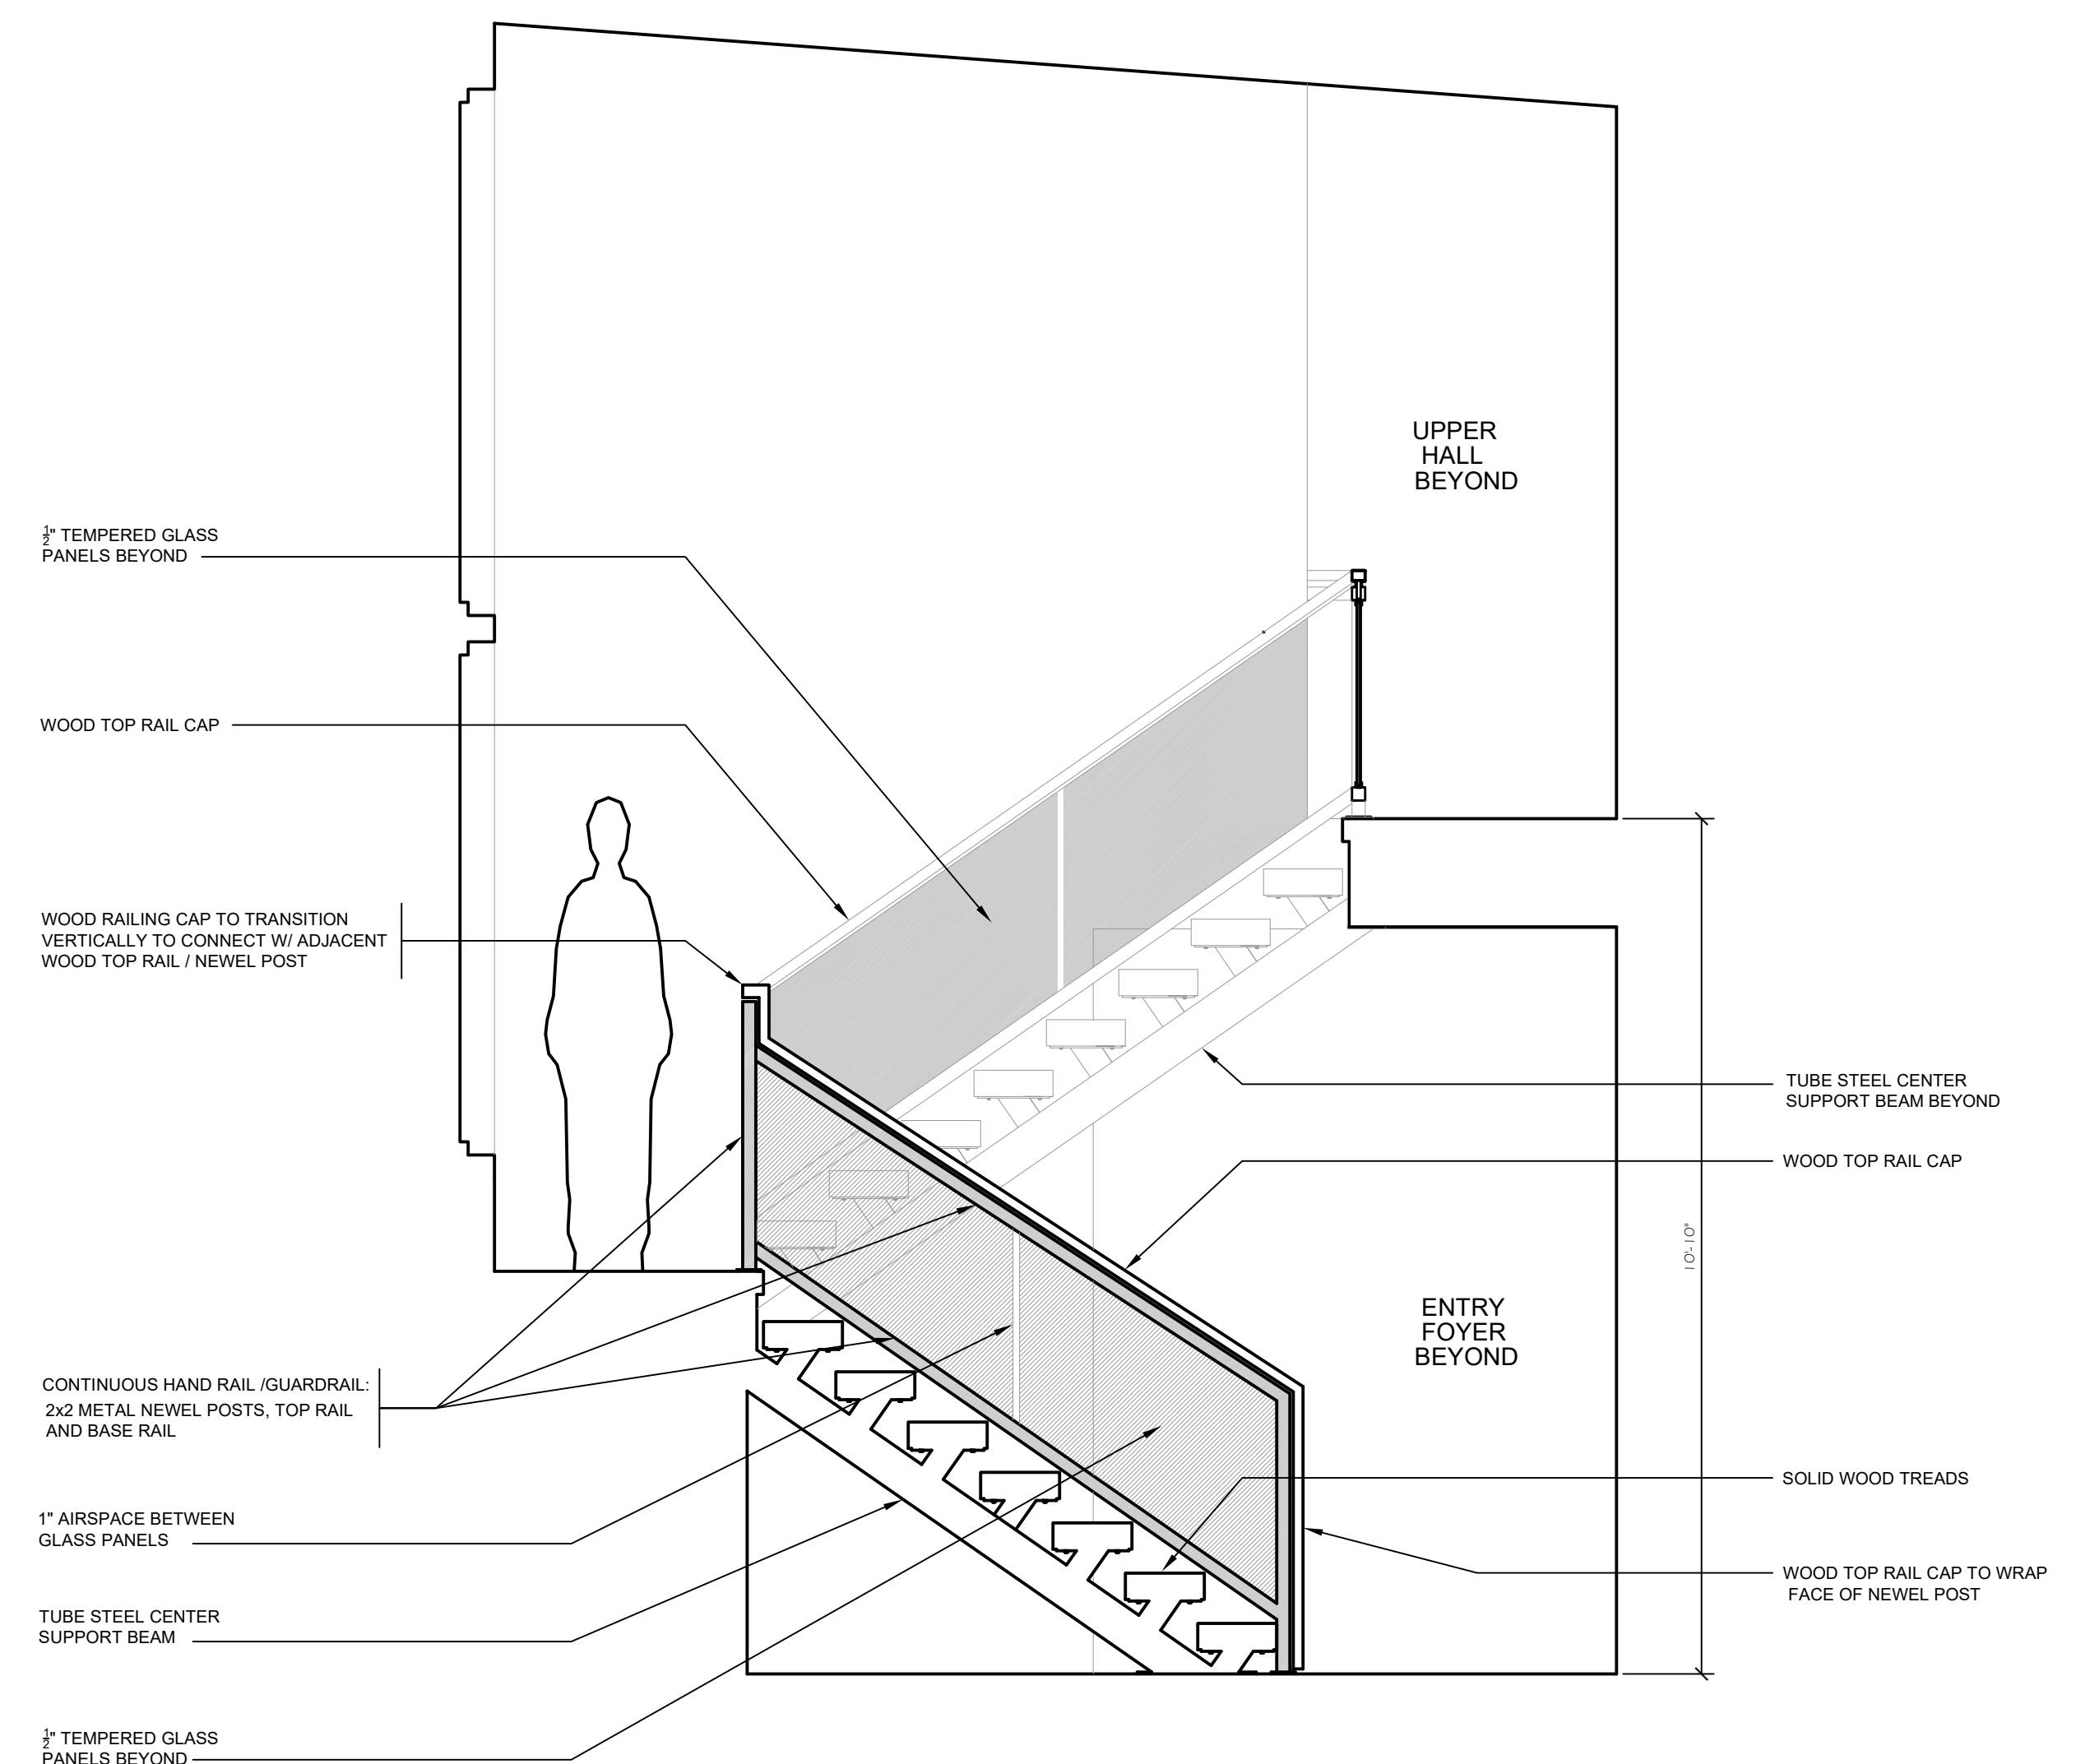 UPPER
HALL
BEYOND
½" TEMPERED GLASS
PANELS BEYOND
WOOD TOP RAIL CAP
WOOD RAILING CAP TO TRANSITION
VERTICALLY TO CONNECT W/ ADJACENT
WOOD TOP RAIL / NEWEL POST
TUBE STEEL CENTER
SUPPORT BEAM BEYOND
WOOD TOP RAIL CAP
10'-10"
ENTRY
FOYER
BEYOND
CONTINUOUS HAND RAIL /GUARDRAIL:
2x2 METAL NEWEL POSTS, TOP RAIL
AND BASE RAIL
SOLID WOOD TREADS
1" AIRSPACE BETWEEN
GLASS PANELS
WOOD TOP RAIL CAP TO WRAP
FACE OF NEWEL POST
TUBE STEEL CENTER
SUPPORT BEAM
½" TEMPERED GLASS
PANELS BEYOND